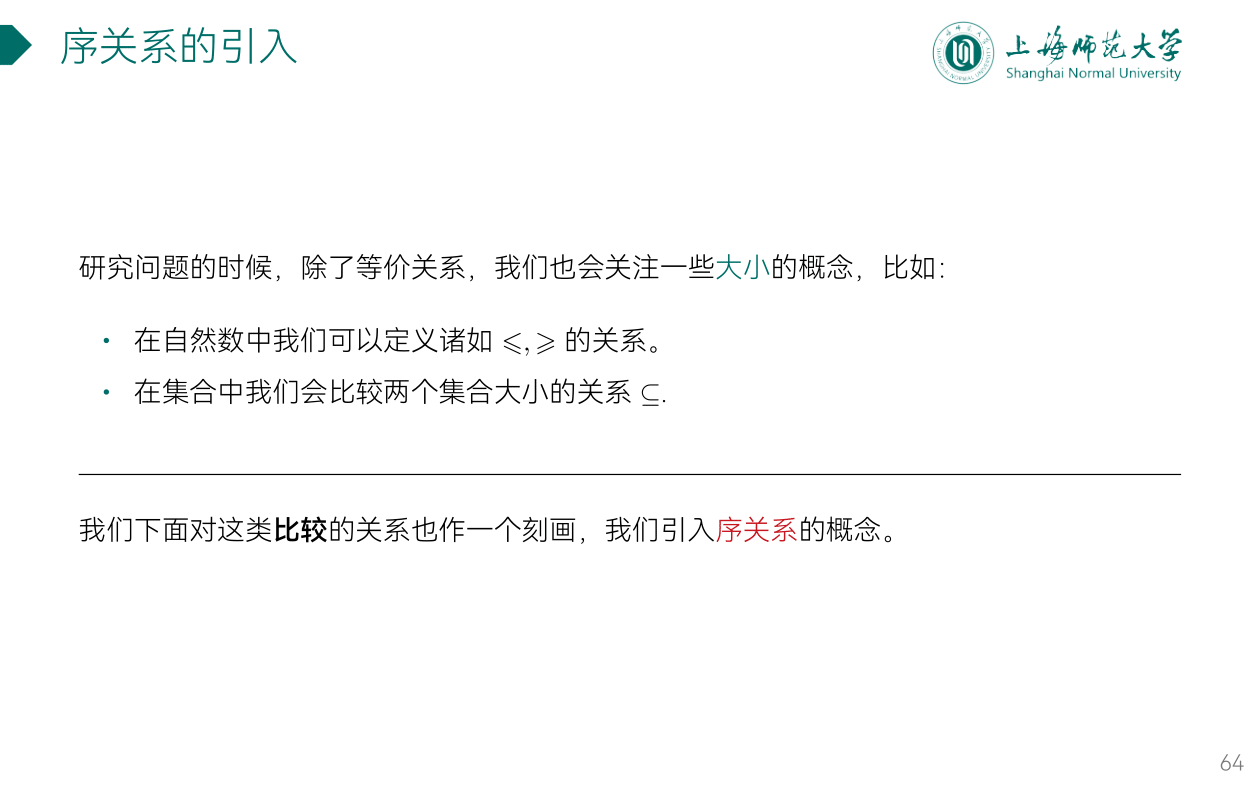 序关系的引入
上海师范大学
Shanghai Normal University
研究问题的时候，除了等价关系，我们也会关注一些大小的概念，比如：
• 在自然数中我们可以定义诸如 ⩽, ⩾ 的关系。
• 在集合中我们会比较两个集合大小的关系 ⊆.
我们下面对这类比较的关系也作一个刻画，我们引入序关系的概念。
64